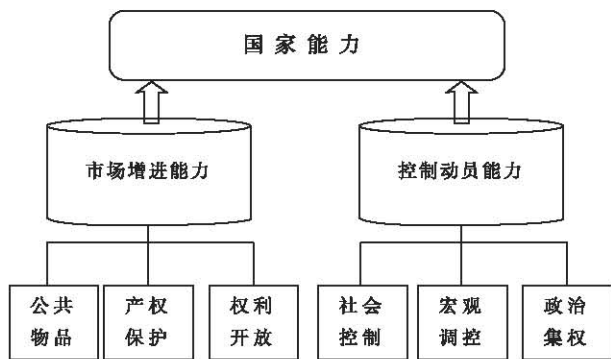 国家能力
市场增进能力
控制动员能力
公共
物品
产权
保护
权利
开放
社会
控制
宏观
调控
政治
集权